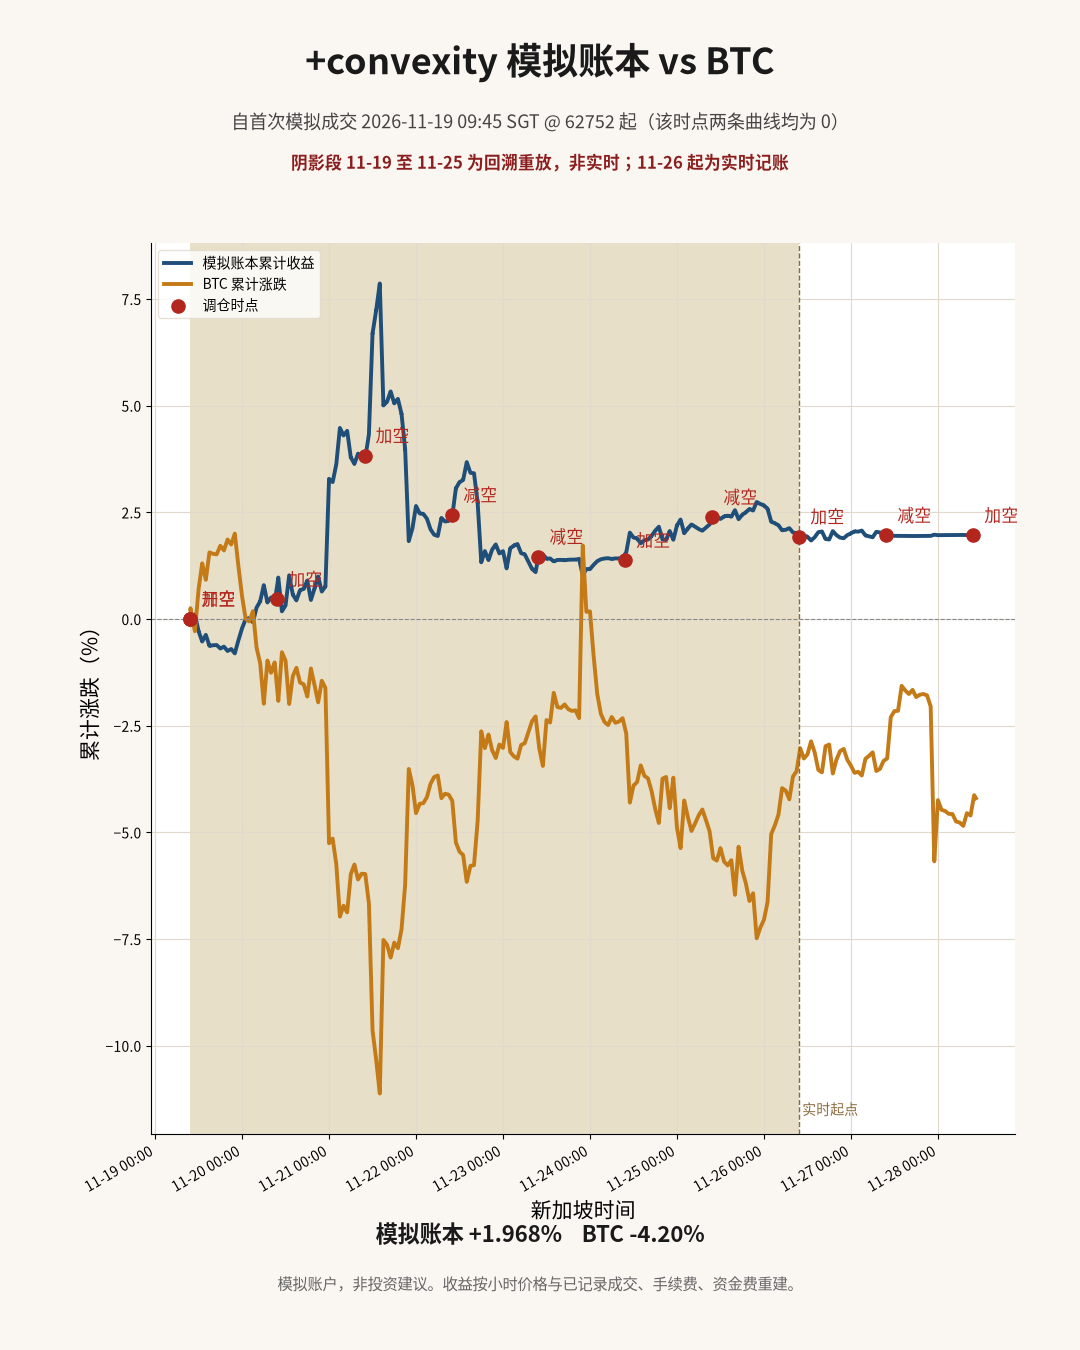 +convexity 模拟账本 vs BTC
自首次模拟成交 2026-11-19 09:45 SGT @ 62752 起（该时点两条曲线均为 0）
阴影段 11-19 至 11-25 为回溯重放，非实时；11-26 起为实时记账
模拟账本累计收益
BTC 累计涨跌
调仓时点
7.5
5.0
2.5
0.0
−2.5
−5.0
−7.5
−10.0
累计涨跌（%）
加空
加空
加空
减空
减空
加空
减空
加空
减空
加空
实时起点
11-19 00:00
11-20 00:00
11-21 00:00
11-22 00:00
11-23 00:00
11-24 00:00
11-25 00:00
11-26 00:00
11-27 00:00
11-28 00:00
新加坡时间
模拟账本 +1.968% BTC -4.20%
模拟账户，非投资建议。收益按小时价格与已记录成交、手续费、资金费重建。